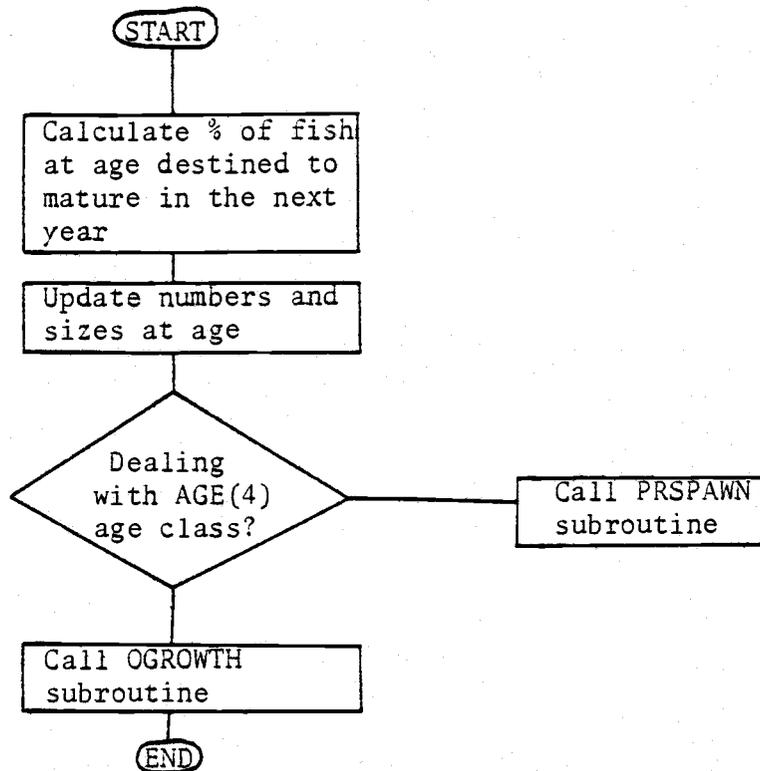 START
Calculate % of fish
at age destined to
mature in the next
year
Update numbers and
sizes at age
Dealing
with AGE(4)
age class?
Call PRSPAWN
subroutine
Call OGROWTH
subroutine
END